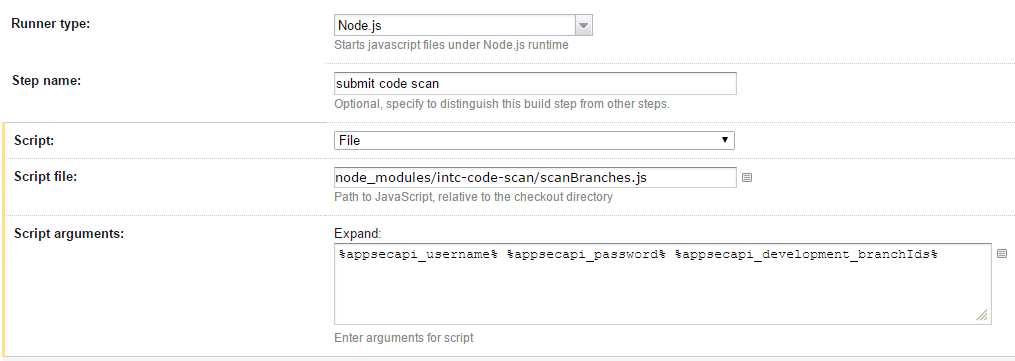 Runner type: Node.js
Starts javascript files under Node.js runtime
Step name: submit code scan
Optional, specify to distinguish this build step from other steps.
Script: File
Script file: node_modules/intc-code-scan/scanBranches.js
Path to JavaScript, relative to the checkout directory
Script arguments: Expand:
%appsecapi_username% %appsecapi_password% %appsecapi_development_branchIds%
Enter arguments for script